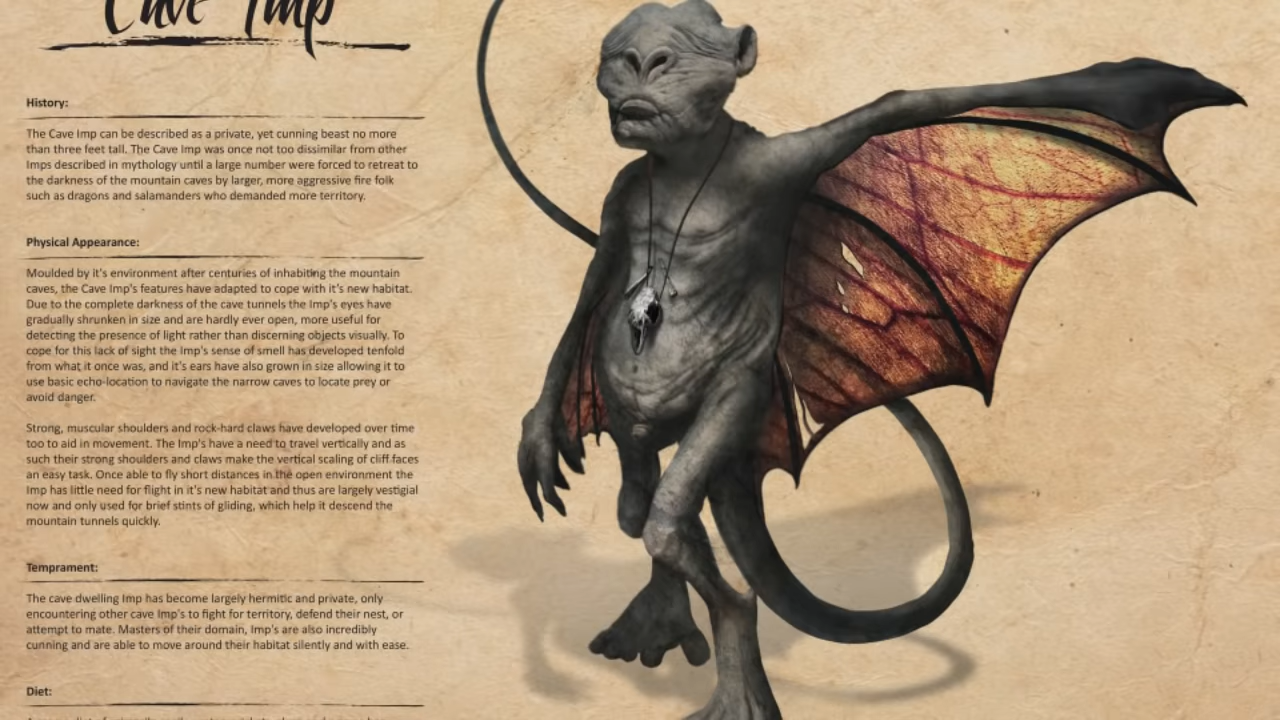 Cave Imp
History:
The Cave Imp can be described as a private, yet cunning beast no more
than three feet tall. The Cave Imp was once not too dissimilar from other
Imps described in mythology until a large number were forced to retreat to
the darkness of the mountain caves by larger, more aggressive fire folk
such as dragons and salamanders who demanded more territory.
Physical Appearance:
Moulded by it's environment after centuries of inhabiting the mountain
caves, the Cave Imp's features have adapted to cope with it's new habitat.
Due to the complete darkness of the cave tunnels the Imp's eyes have
gradually shrunken in size and are hardly ever open, more useful for
detecting the presence of light rather than discerning objects visually. To
cope for this lack of sight the Imp's sense of smell has developed tenfold
from what it once was, and it's ears have also grown in size allowing it to
use basic echo-location to navigate the narrow caves to locate prey or
avoid danger.
Strong, muscular shoulders and rock-hard claws have developed over time
too to aid in movement. The Imp's have a need to travel vertically and as
such their strong shoulders and claws make the vertical scaling of cliff faces
an easy task. Once able to fly short distances in the open environment the
Imp has little need for flight in it's new habitat and thus are largely vestigial
now and only used for brief stints of gliding, which help it descend the
mountain tunnels quickly.
Temprament:
The cave dwelling Imp has become largely hermitic and private, only
encountering other cave Imp's to fight for territory, defend their nest, or
attempt to mate. Masters of their domain, Imp's are also incredibly
cunning and are able to move around their habitat silently and with ease.
Diet: